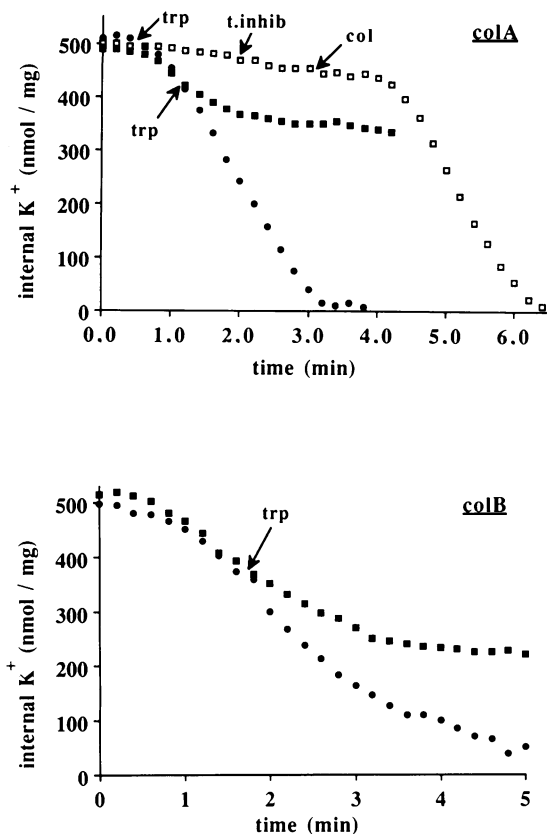 trp
t.inhib
col
colA
500
400
trp
300
200
100
0
internal K + (nmol / mg)
0.0 1.0 2.0 3.0 4.0 5.0 6.0
time (min)
colB
trp
500
400
300
200
100
0
internal K + (nmol / mg)
0 1 2 3 4 5
time (min)